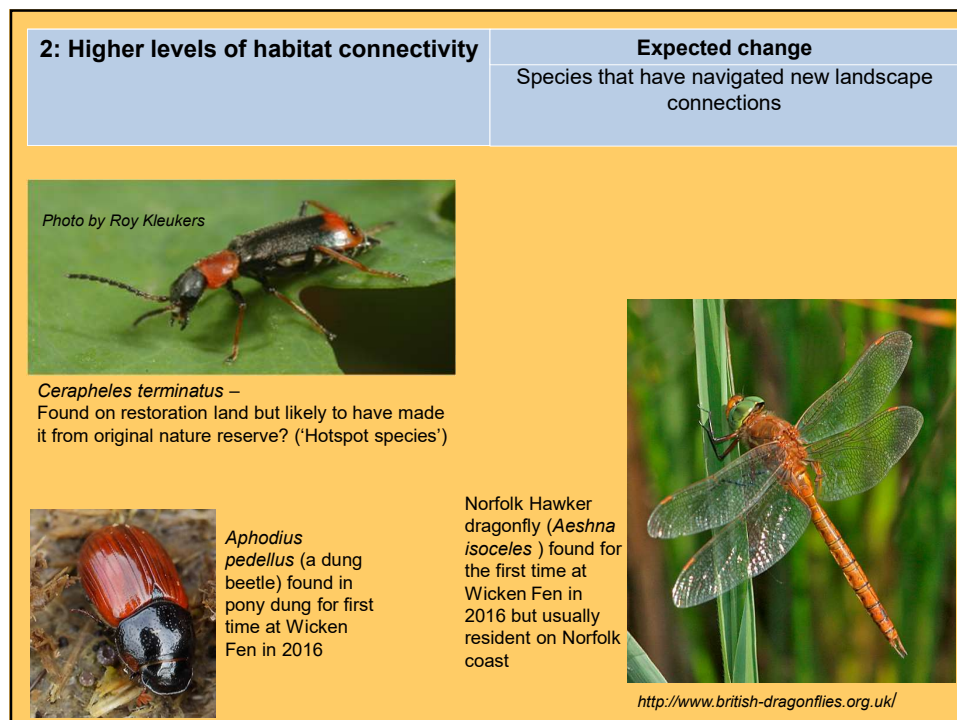 2: Higher levels of habitat connectivity
Expected change
Species that have navigated new landscape
connections
Photo by Roy Kleukers
Cerapheles terminatus –
Found on restoration land but likely to have made
it from original nature reserve? (‘Hotspot species’)
Aphodius
pedellus (a dung
beetle) found in
pony dung for first
time at Wicken
Fen in 2016
Norfolk Hawker
dragonfly (Aeshna
isoceles ) found for
the first time at
Wicken Fen in
2016 but usually
resident on Norfolk
coast
http://www.british-dragonflies.org.uk/